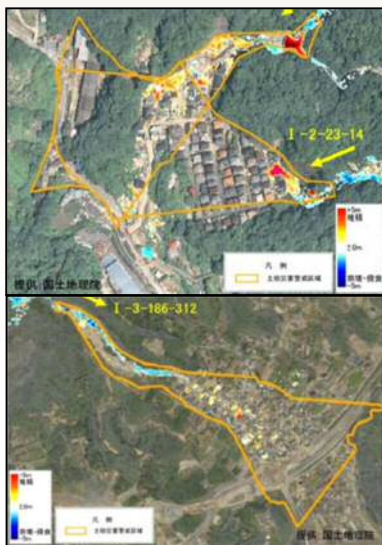 I-2-23-14
+5m
堆積
±0m
崩壊・侵食
-5m
凡例
土砂災害警戒区域
提供 国土地理院
I-3-186-312
+5m
堆積
±0m
崩壊・侵食
-5m
凡例
土砂災害警戒区域
提供 国土地理院